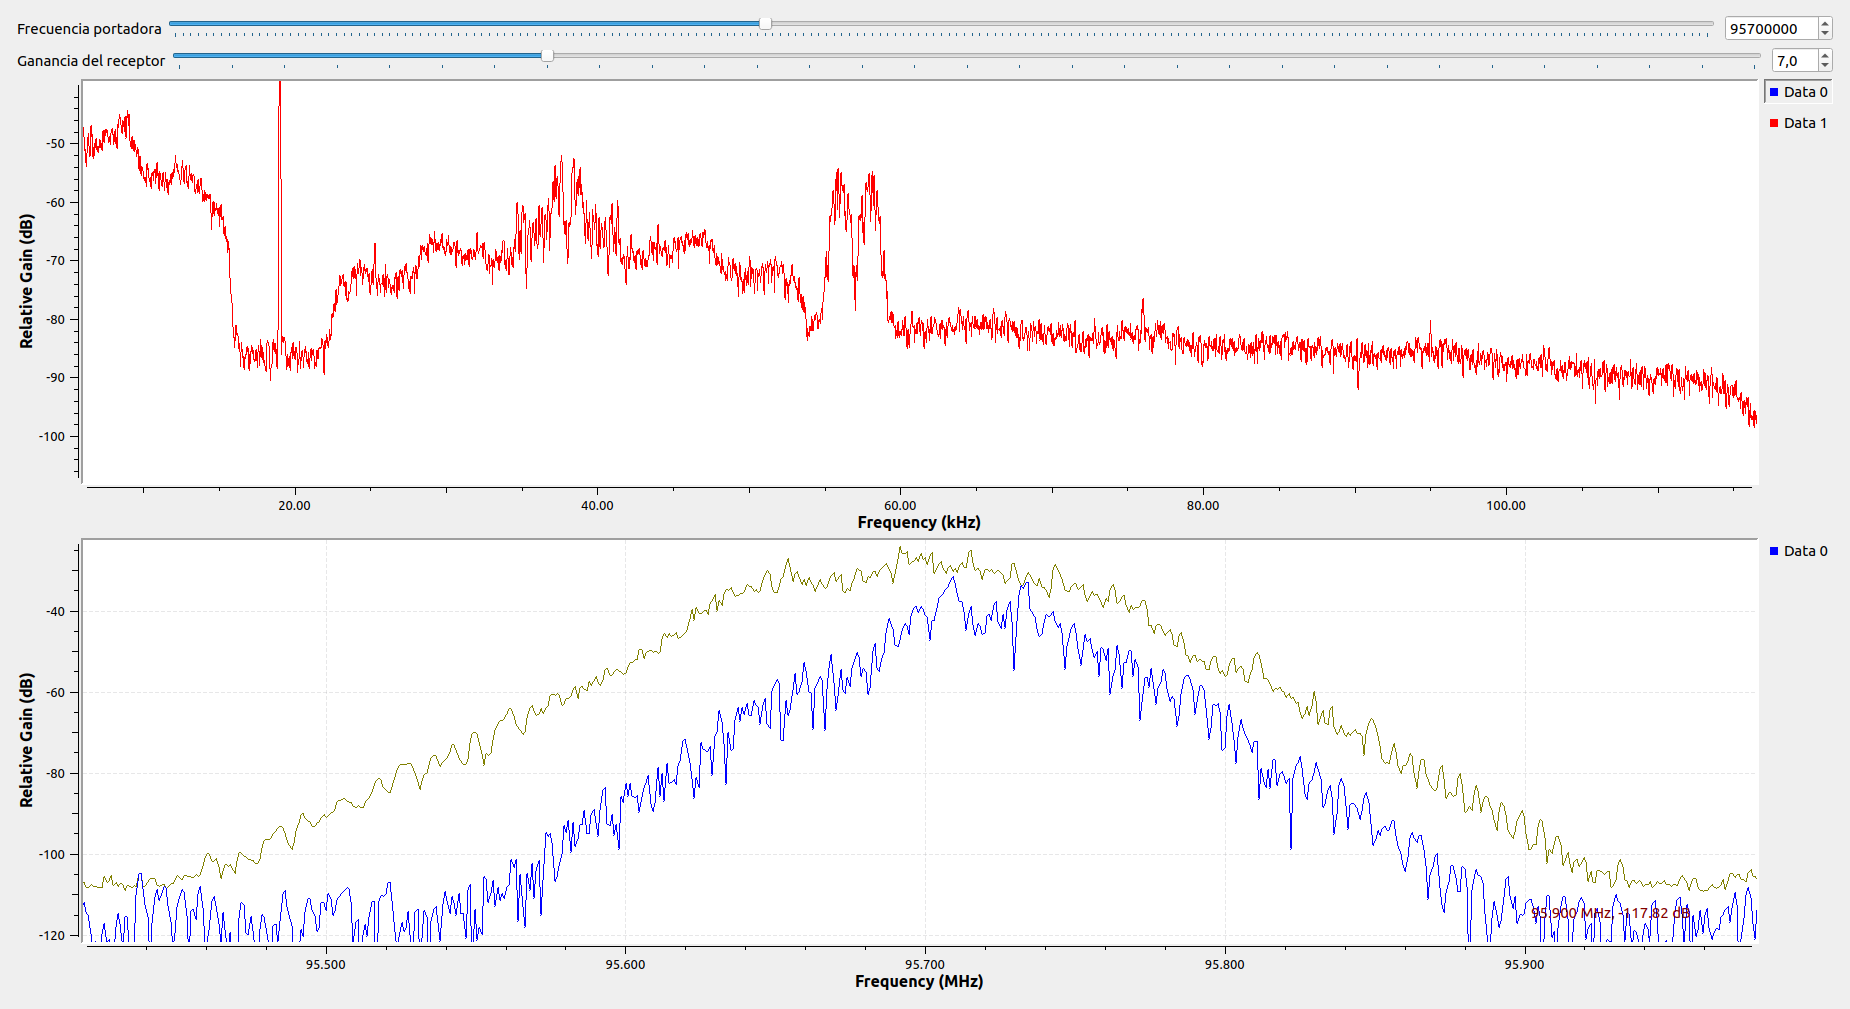 Frecuencia portadora 95700000
Ganancia del receptor 7,0
Data 0
Data 1
Relative Gain (dB)
-50
-60
-70
-80
-90
-100
20.00 40.00 60.00 80.00 100.00
Frequency (kHz)
Data 0
Relative Gain (dB)
-40
-60
-80
-100
-120
95.900 MHz, -117.82 dB
95.500 95.600 95.700 95.800 95.900
Frequency (MHz)